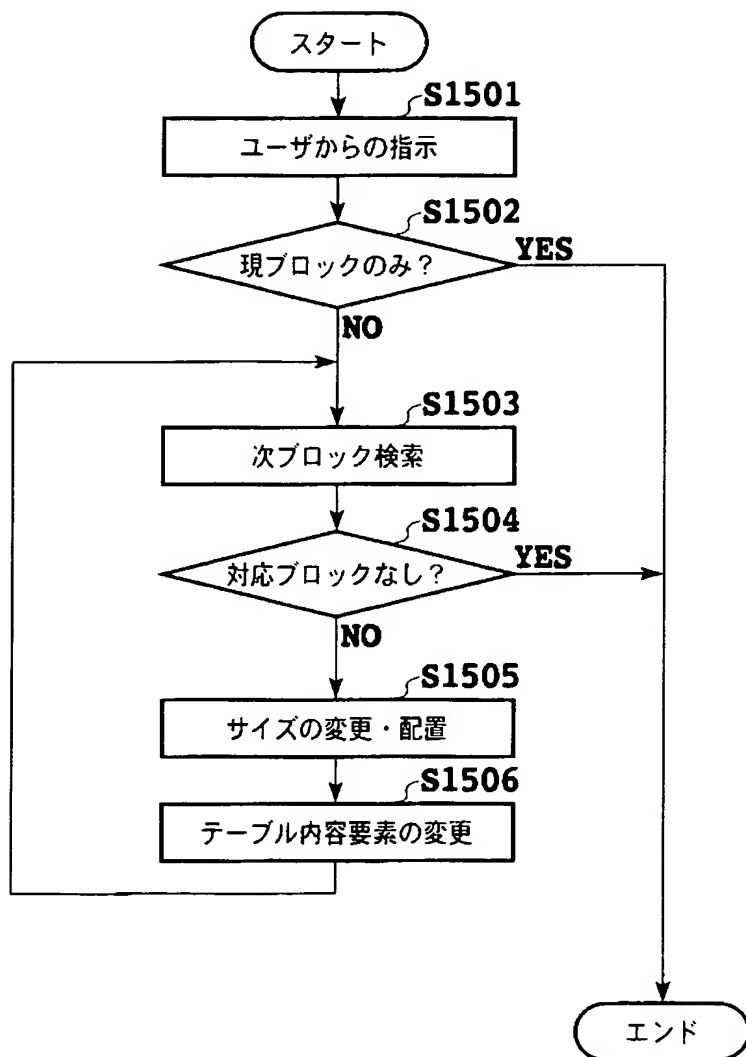 スタート
S1501
ユーザからの指示
S1502
現ブロックのみ?
YES
NO
S1503
次ブロック検索
S1504
対応ブロックなし?
YES
NO
S1505
サイズの変更・配置
S1506
テーブル内容要素の変更
エンド